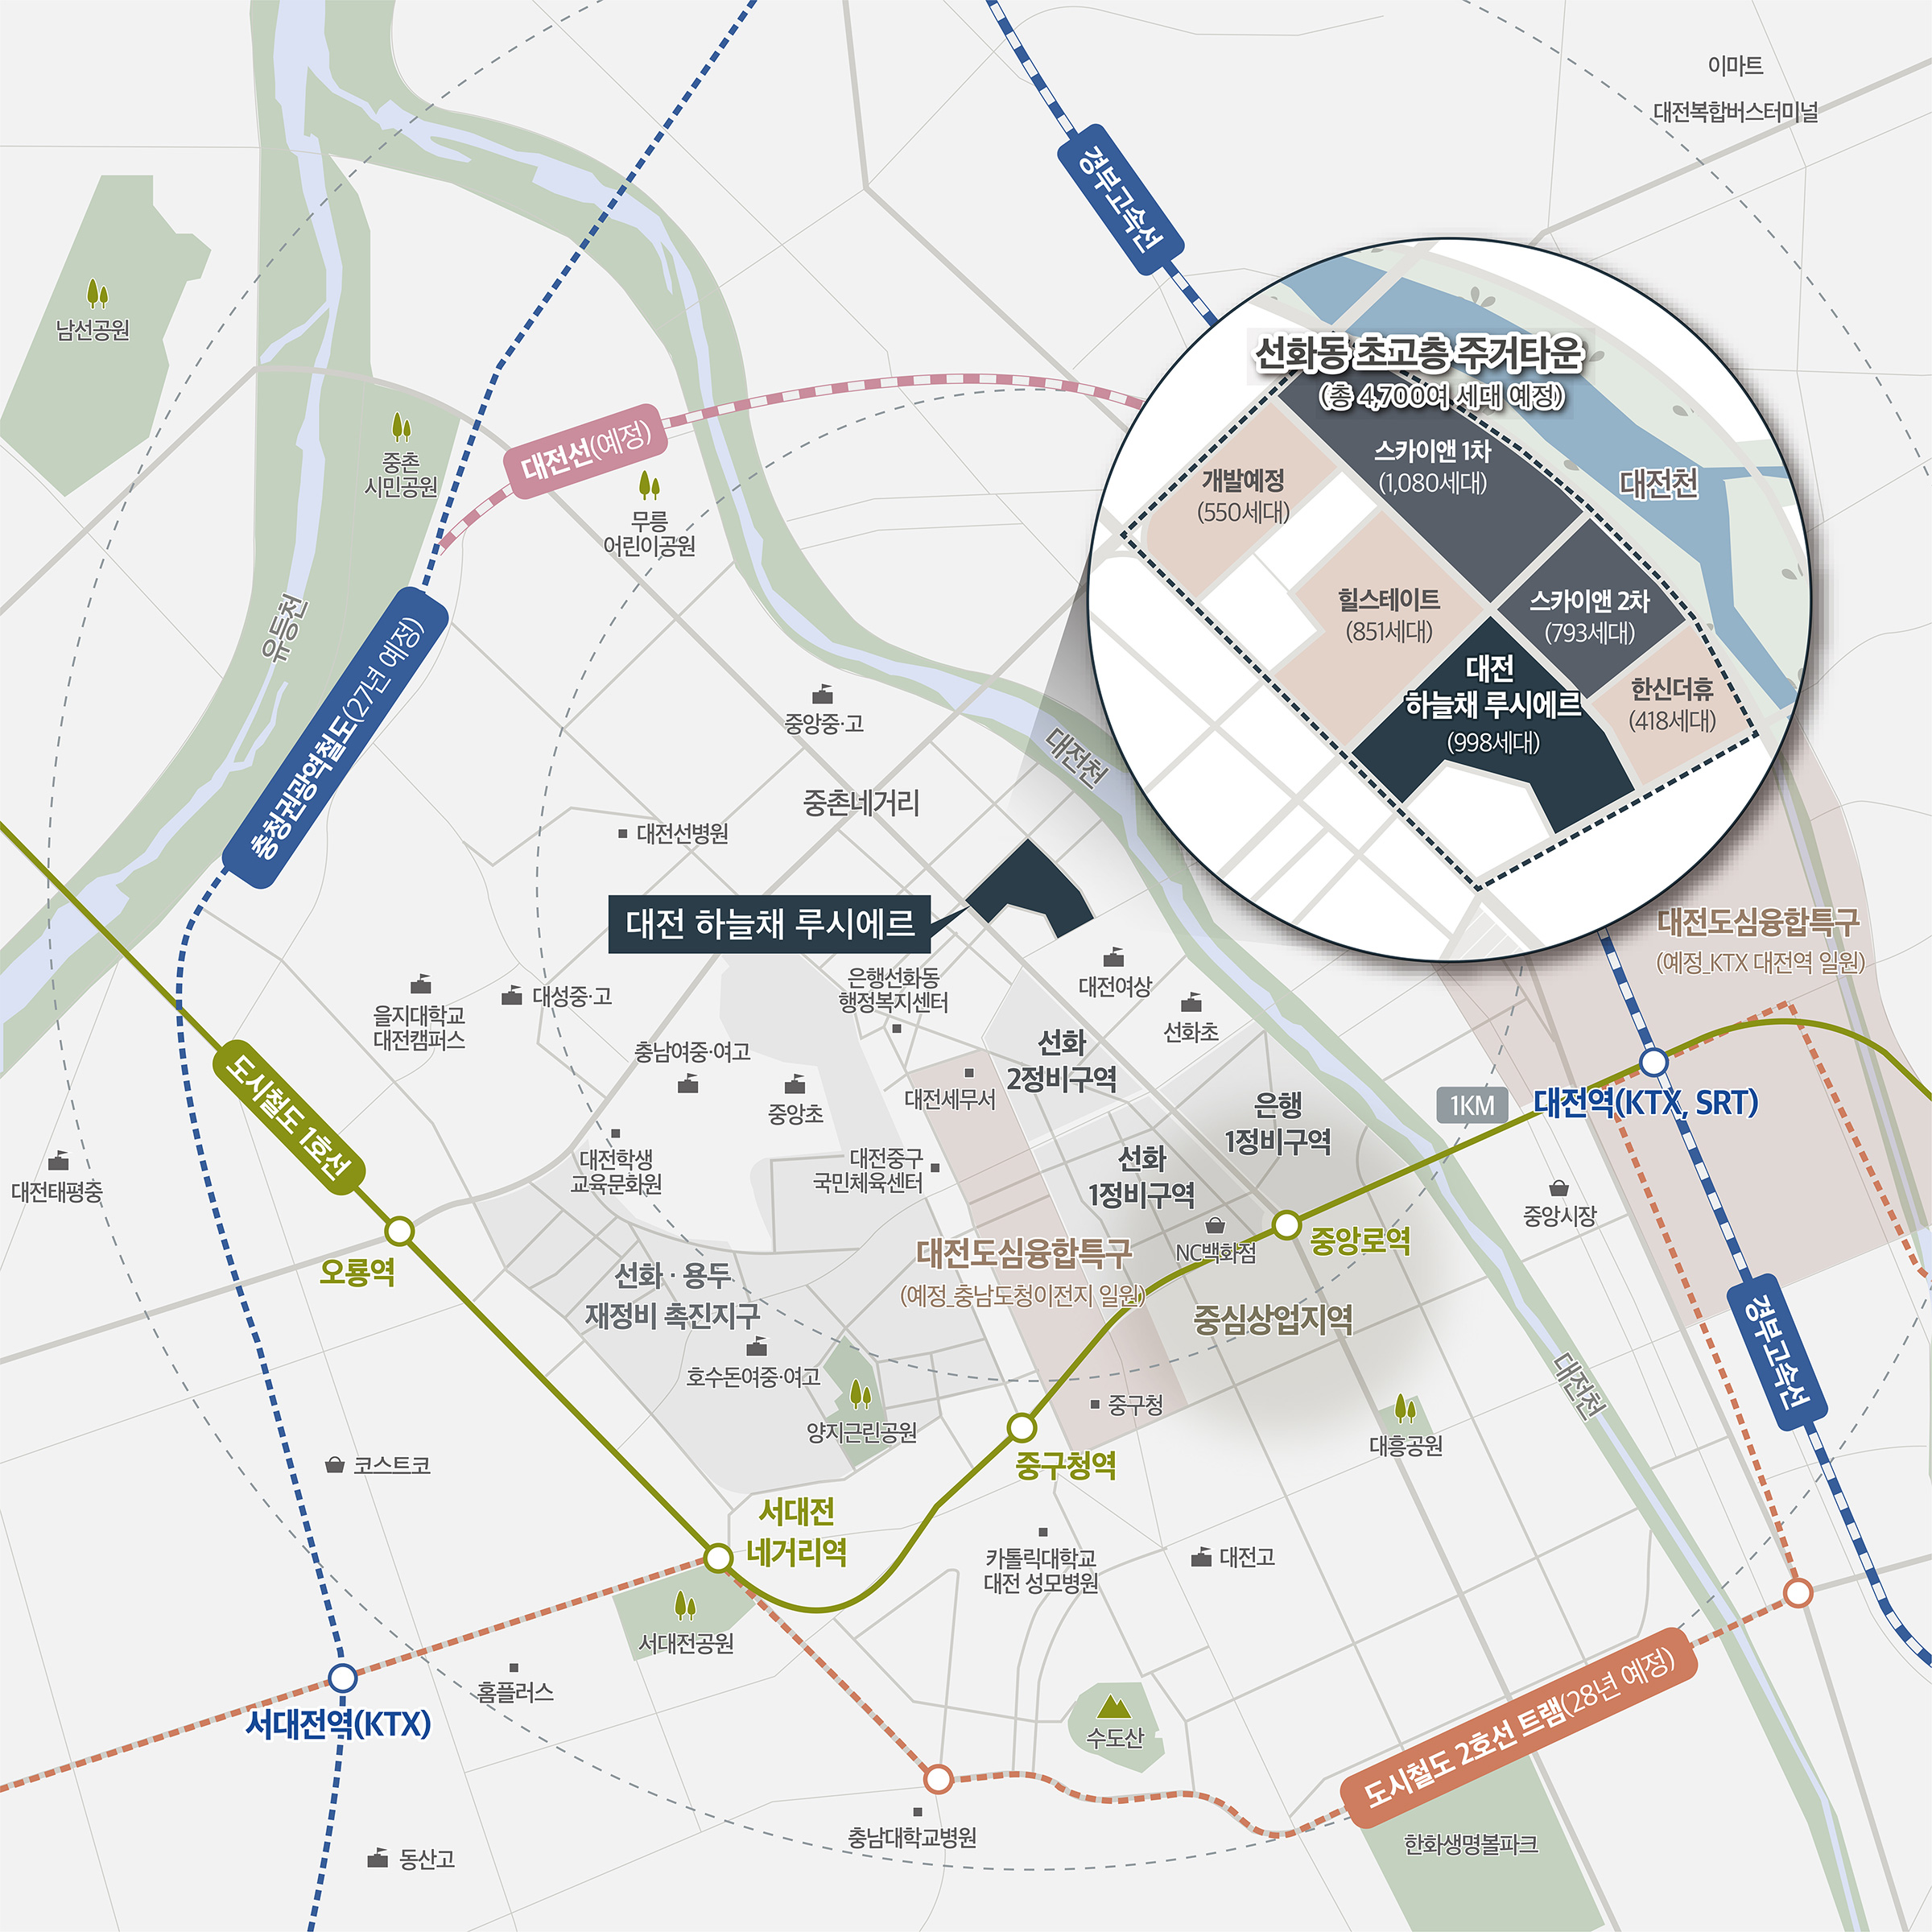 이마트
대전복합버스터미널
경부고속선
남선공원
선화동 초고층 주거타운
(총 4,700여 세대 예정)
중촌
시민공원
대전선(예정)
무릉
어린이공원
스카이앤 1차
(1,080세대)
개발예정
(550세대)
대전천
힐스테이트
(851세대)
스카이앤 2차
(793세대)
대전
하늘채 루시에르
(998세대)
한신더휴
(418세대)
유등천
충청권광역철도(27년 예정)
중앙중·고
대전천
중촌네거리
대전선병원
대전 하늘채 루시에르
대전도심융합특구
(예정_KTX 대전역 일원)
은행선화동
행정복지센터
대전여상
을지대학교
대전캠퍼스
대성중·고
선화초
선화
2정비구역
충남여중·여고
중앙초
대전세무서
도시철도 1호선
은행
1정비구역
1KM
대전역(KTX, SRT)
대전태평중
대전학생
교육문화원
대전중구
국민체육센터
선화
1정비구역
중앙시장
오룡역
NC백화점
중앙로역
대전도심융합특구
(예정_충남도청이전지 일원)
선화·용두
재정비 촉진지구
중심상업지역
경부고속선
호수돈여중·여고
대전천
양지근린공원
중구청
대흥공원
코스트코
중구청역
서대전
네거리역
카톨릭대학교
대전 성모병원
대전고
서대전공원
홈플러스
서대전역(KTX)
수도산
도시철도 2호선 트램(28년 예정)
충남대학교병원
한화생명볼파크
동산고